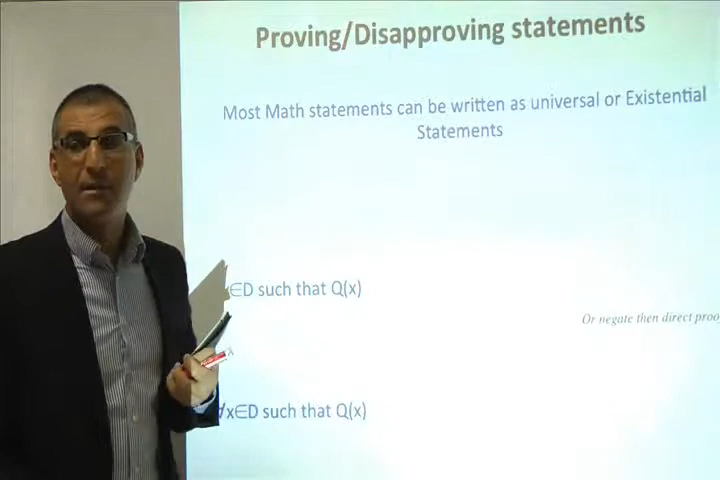 Proving/Disapproving statements
Most Math statements can be written as universal or Existential
Statements
∈D such that Q(x)
Or negate then direct proo
∀x∈D such that Q(x)